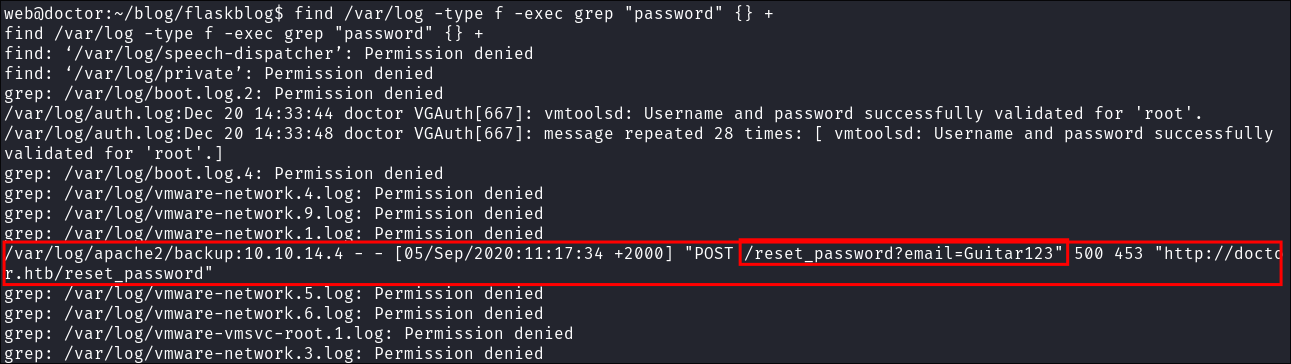 web@doctor:~/blog/flaskblog$ find /var/log -type f -exec grep "password" {} +
find /var/log -type f -exec grep "password" {} +
find: ‘/var/log/speech-dispatcher’: Permission denied
find: ‘/var/log/private’: Permission denied
grep: /var/log/boot.log.2: Permission denied
/var/log/auth.log:Dec 20 14:33:44 doctor VGAuth[667]: vmtoolsd: Username and password successfully validated for 'root'.
/var/log/auth.log:Dec 20 14:33:48 doctor VGAuth[667]: message repeated 28 times: [ vmtoolsd: Username and password successfully
validated for 'root'.]
grep: /var/log/boot.log.4: Permission denied
grep: /var/log/vmware-network.4.log: Permission denied
grep: /var/log/vmware-network.9.log: Permission denied
grep: /var/log/vmware-network.1.log: Permission denied
/var/log/apache2/backup:10.10.14.4 - - [05/Sep/2020:11:17:34 +2000] "POST /reset_password?email=Guitar123" 500 453 "http://docto
r.htb/reset_password"
grep: /var/log/vmware-network.5.log: Permission denied
grep: /var/log/vmware-network.6.log: Permission denied
grep: /var/log/vmware-vmsvc-root.1.log: Permission denied
grep: /var/log/vmware-network.3.log: Permission denied